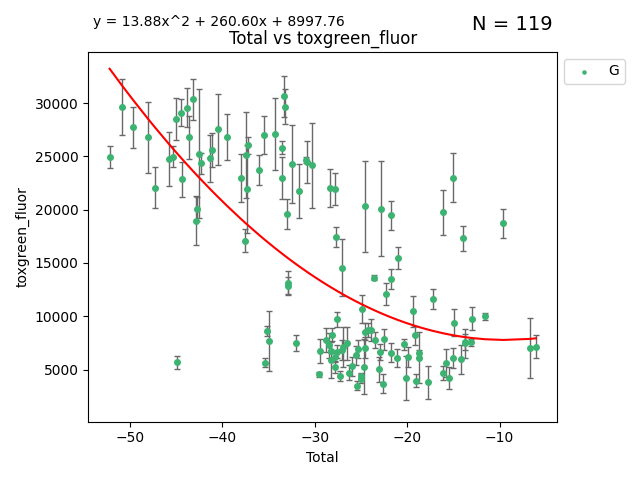 y = 13.88x^2 + 260.60x + 8997.76
N = 119
Total vs toxgreen_fluor
G
toxgreen_fluor
30000
25000
20000
15000
10000
5000
−50
−40
−30
−20
−10
Total